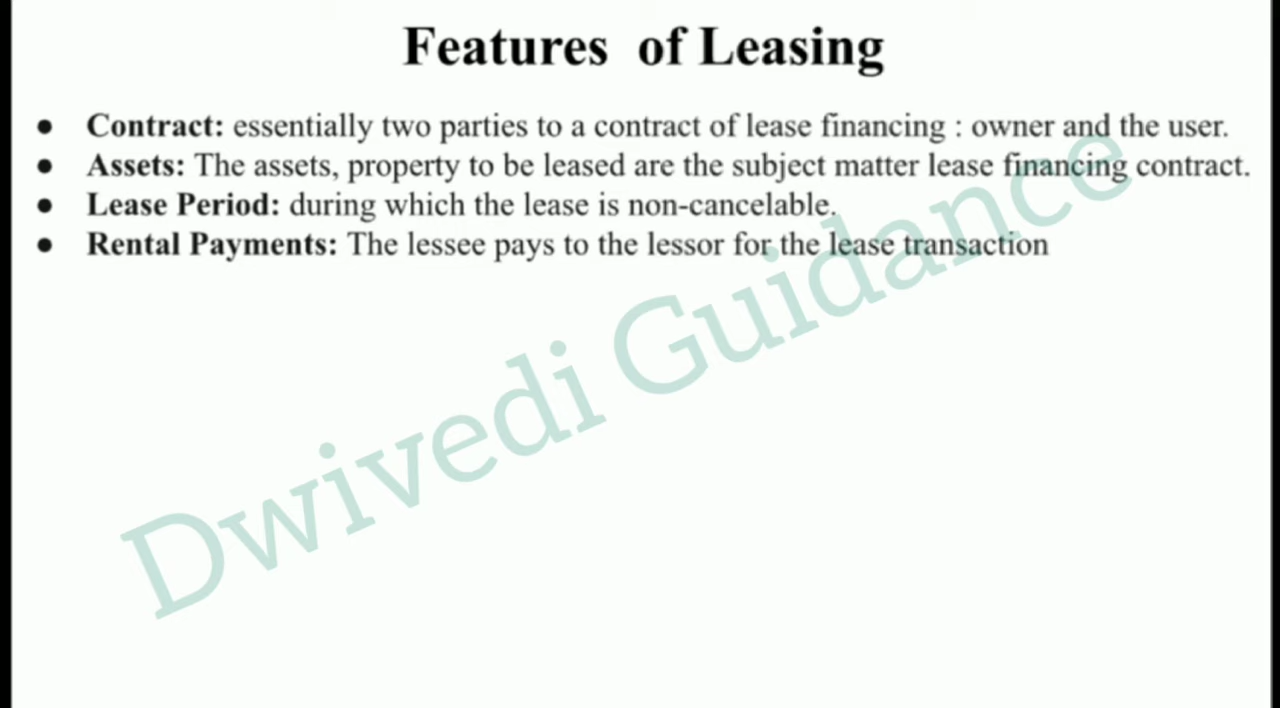 Features of Leasing
● Contract: essentially two parties to a contract of lease financing : owner and the user.
● Assets: The assets, property to be leased are the subject matter lease financing contract.
● Lease Period: during which the lease is non-cancelable.
● Rental Payments: The lessee pays to the lessor for the lease transaction
Dwivedi Guidance